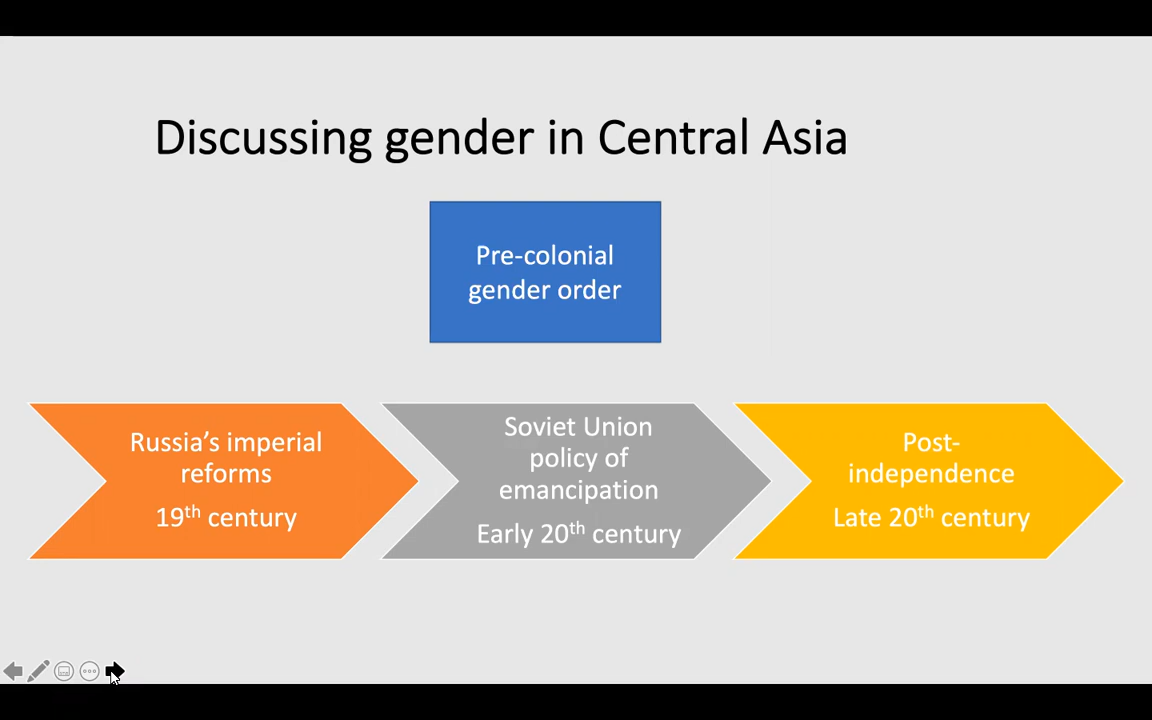 Discussing gender in Central Asia
Pre-colonial
gender order
Russia’s imperial
reforms
19th century
Soviet Union
policy of
emancipation
Early 20th century
Post-
independence
Late 20th century